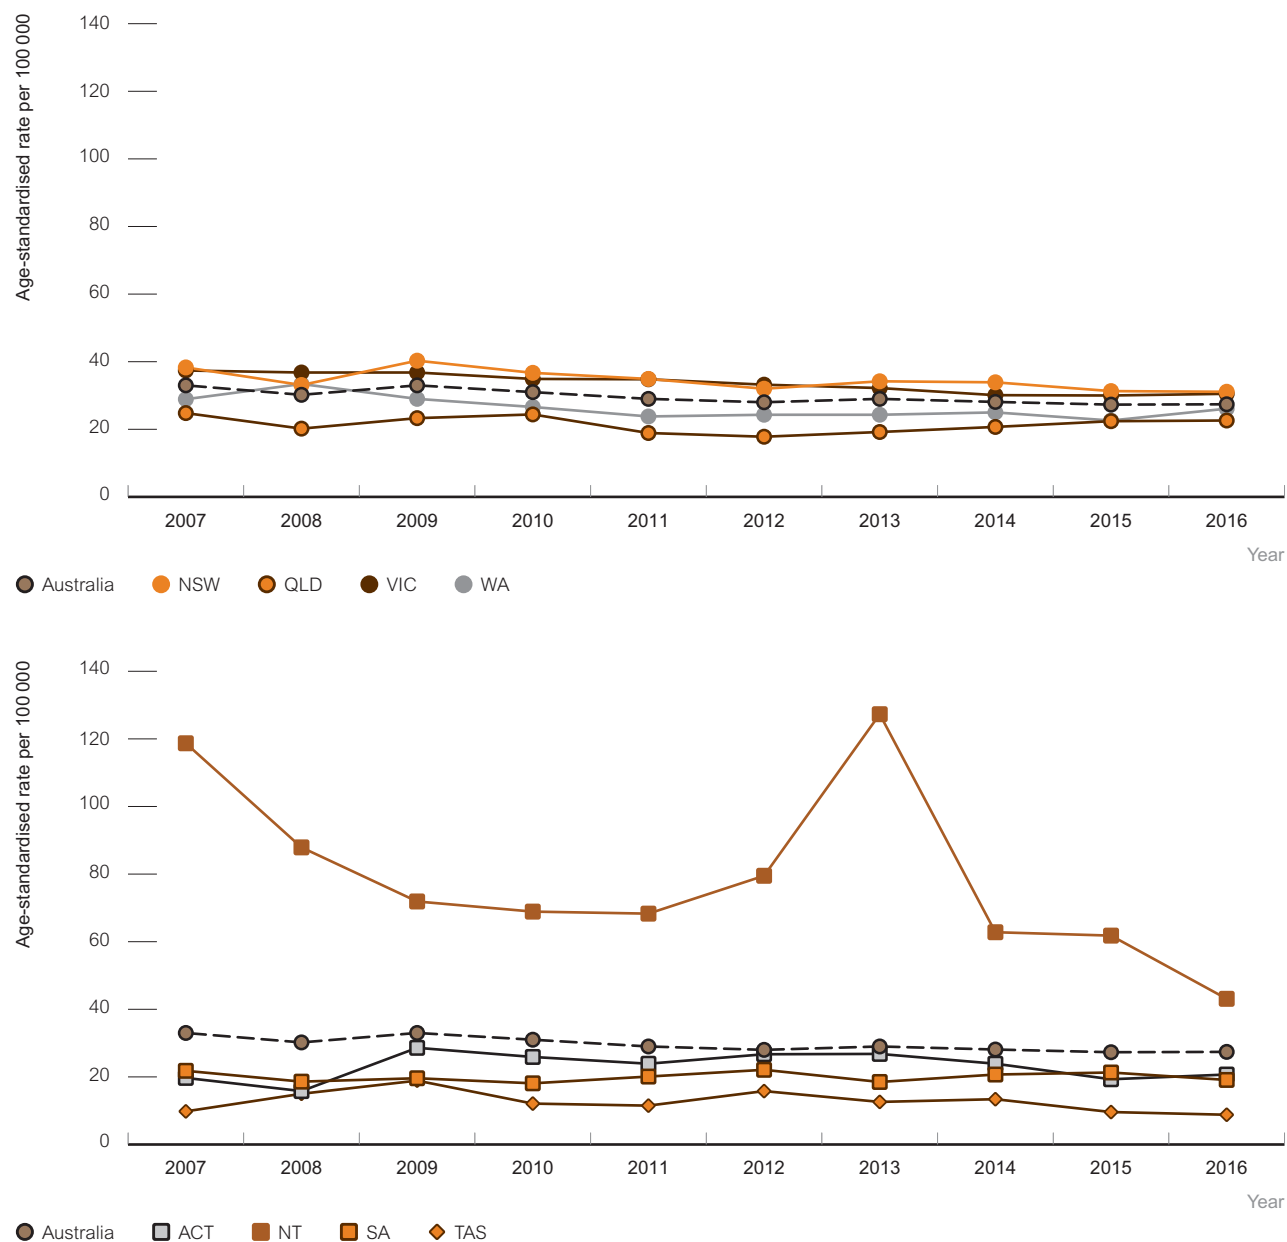 Age-standardised rate per 100 000
140
120
100
80
60
40
20
0
2007 2008 2009 2010 2011 2012 2013 2014 2015 2016
Year
Australia NSW QLD VIC WA
Age-standardised rate per 100 000
140
120
100
80
60
40
20
0
2007 2008 2009 2010 2011 2012 2013 2014 2015 2016
Year
Australia ACT NT SA TAS